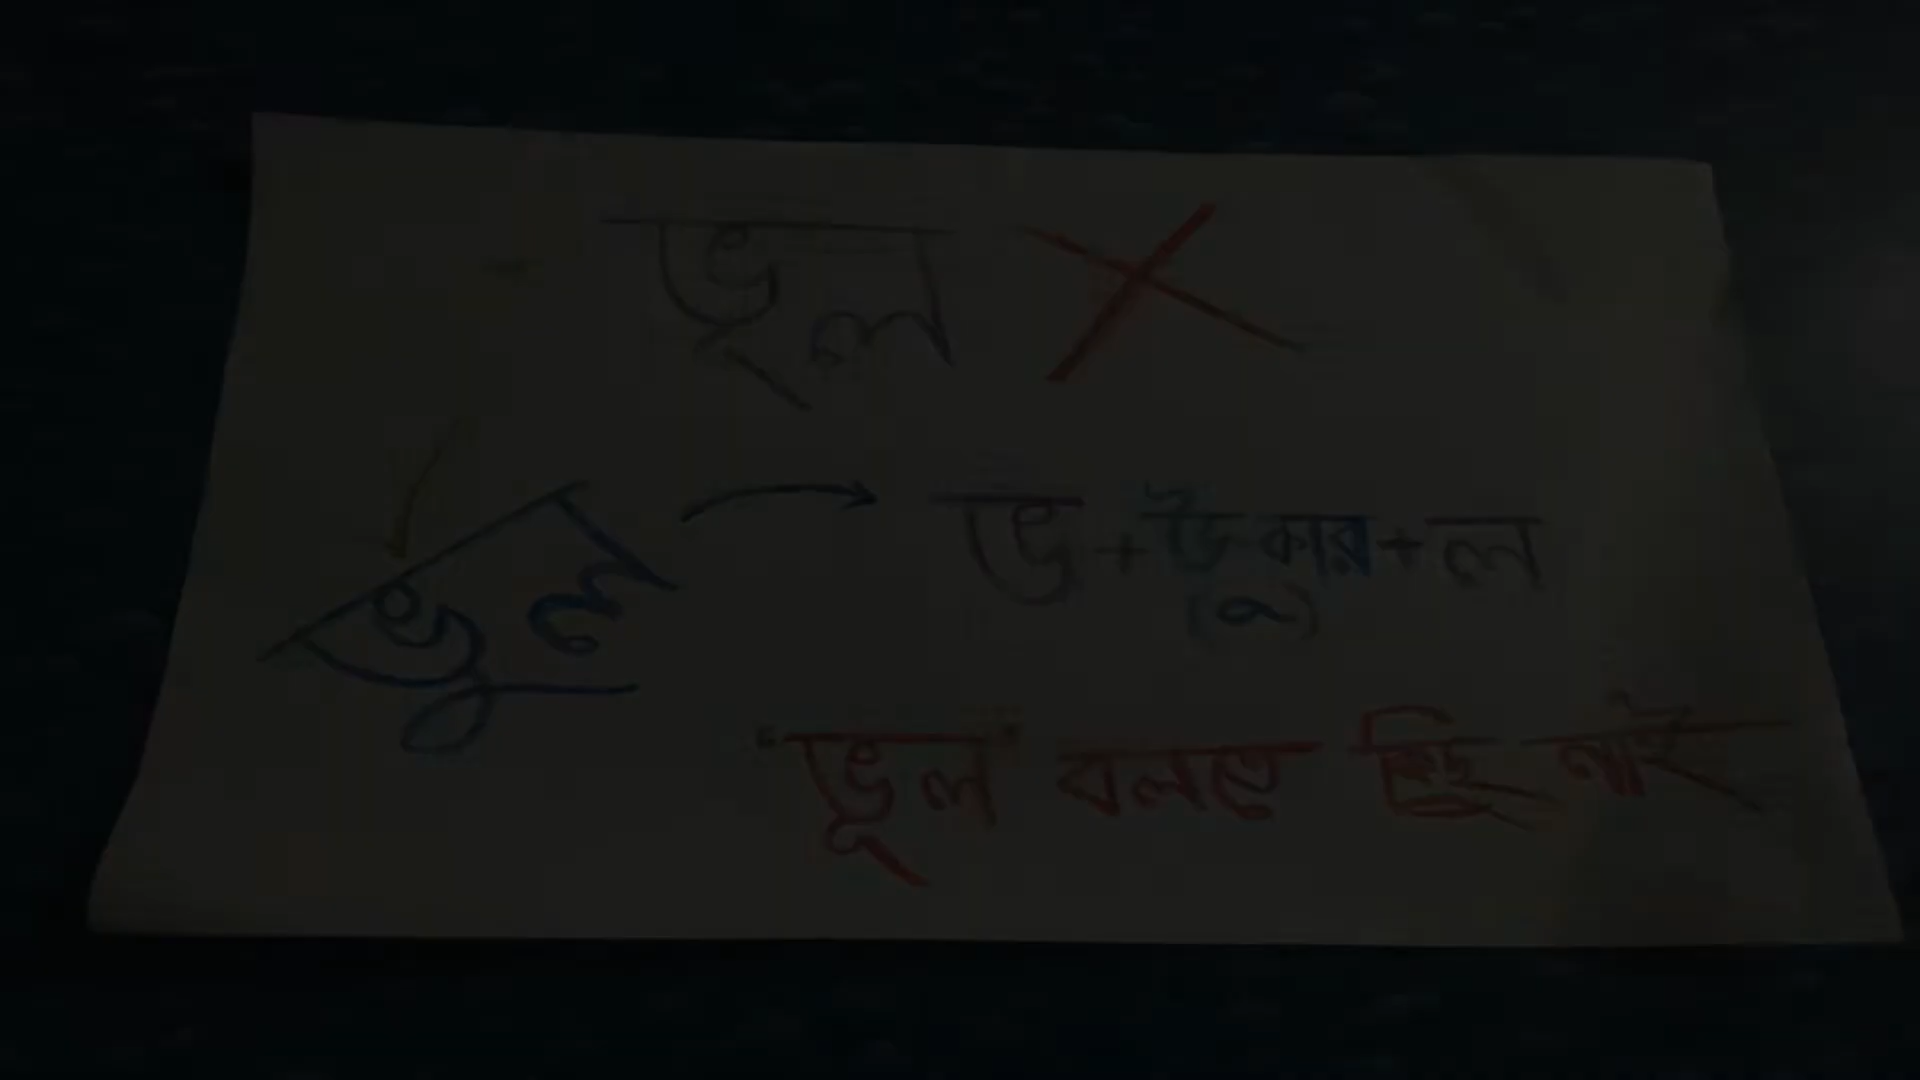 ভূল
ভুল → ভ + উ কার + ল
(ু)
"ভূল" বলতে কিছু নাই